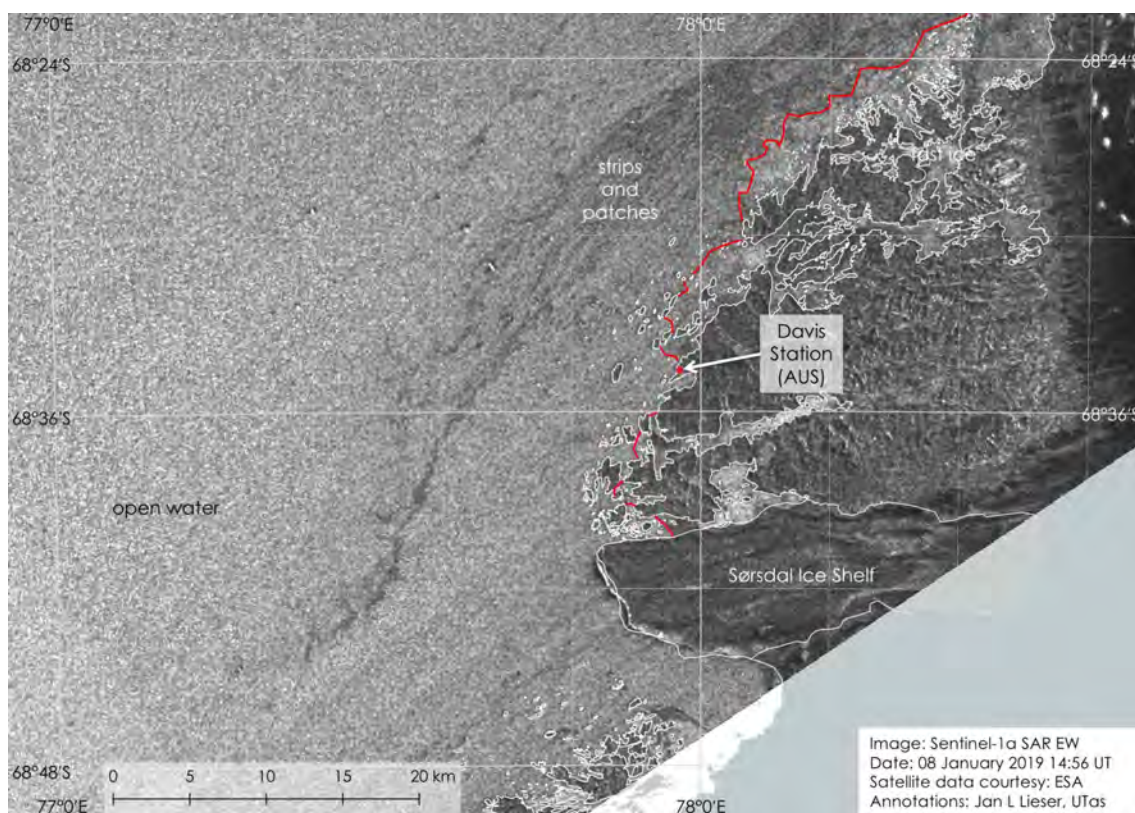 77°0'E
78°0'E
68°24'S
68°24'S
strips
and
patches
fast ice
Davis
Station
(AUS)
68°36'S
68°36'S
open water
Sørsdal Ice Shelf
68°48'S
0 5 10 15 20 km
77°0'E
78°0'E
Image: Sentinel-1a SAR EW
Date: 08 January 2019 14:56 UT
Satellite data courtesy: ESA
Annotations: Jan L Lieser, UTas